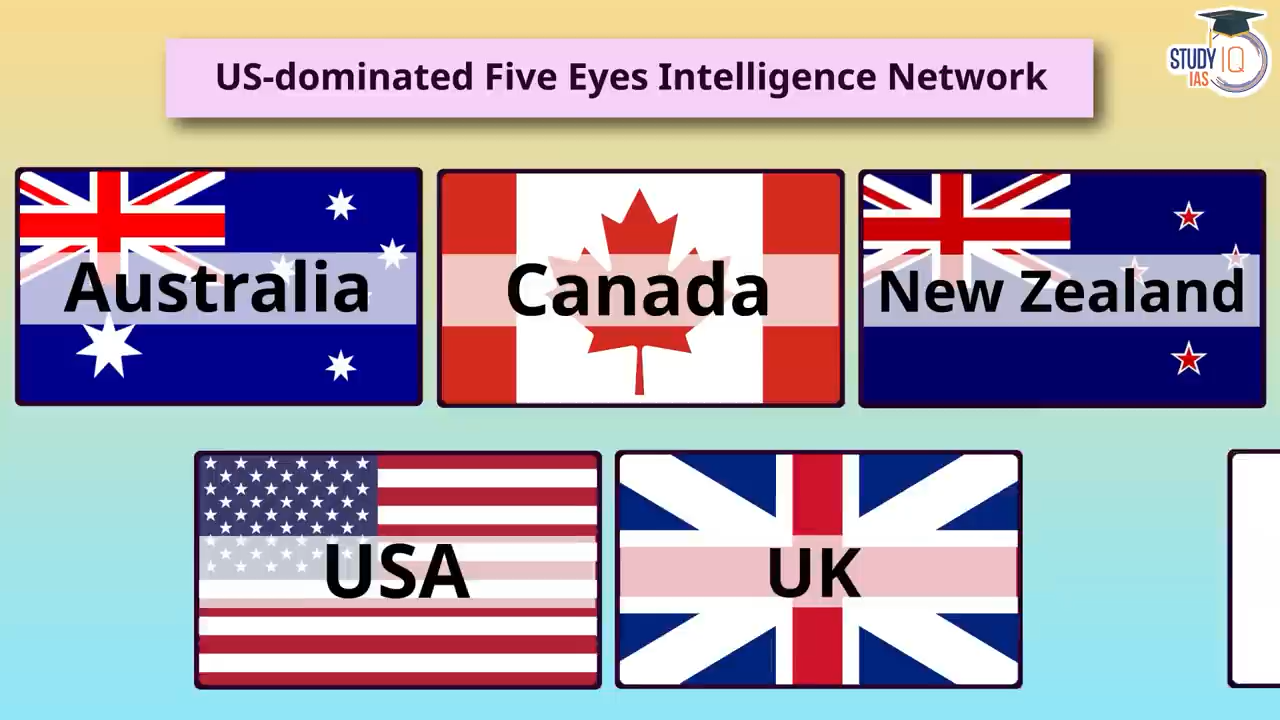 US-dominated Five Eyes Intelligence Network
STUDY IQ
IAS
Australia
Canada
New Zealand
USA
UK